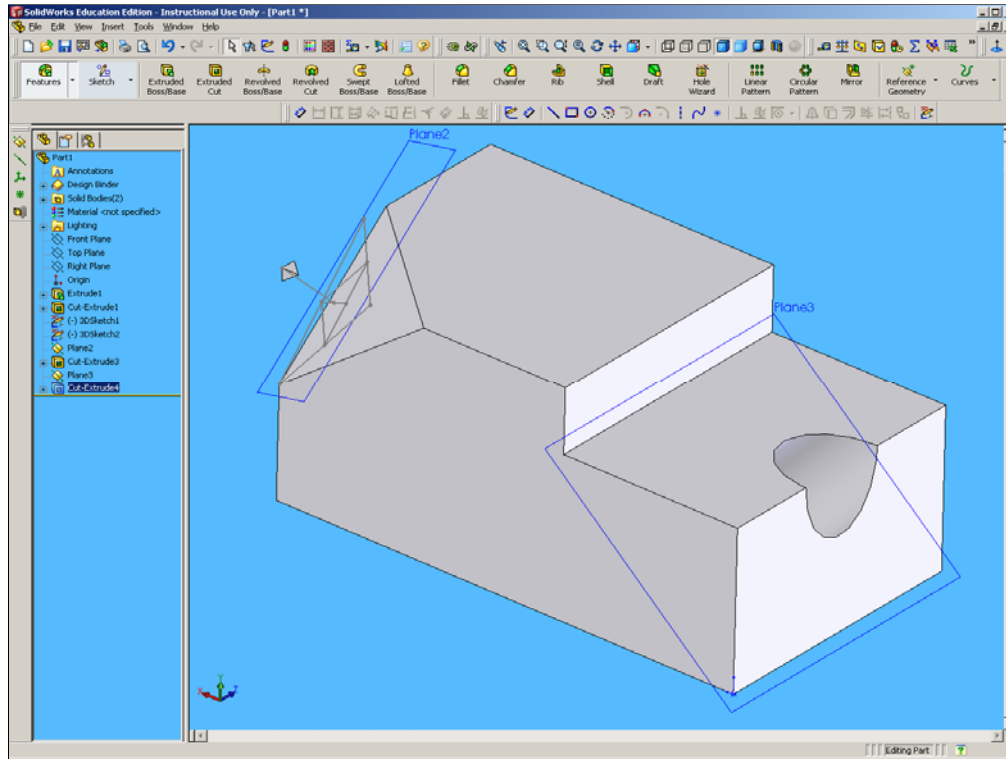 SolidWorks Education Edition - Instructional Use Only - [Part1 *]
File Edit View Insert Tools Window Help
Features Sketch Extruded Boss/Base Extruded Cut Revolved Boss/Base Revolved Cut Swept Boss/Base Lofted Boss/Base Fillet Chamfer Rib Shell Draft Hole Wizard Linear Pattern Circular Pattern Mirror Reference Geometry Curves
Part1
Annotations
Design Binder
Solid Bodies(2)
Material <not specified>
Lighting
Front Plane
Top Plane
Right Plane
Origin
Extrude1
Cut-Extrude1
(-) 3DSketch1
(-) 3DSketch2
Plane2
Cut-Extrude3
Plane3
Cut-Extrude4
Plane2
Plane3
Editing Part